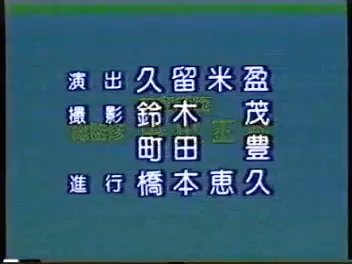 演出 久留米盈
撮影 鈴木 茂
町田 豊
進行 橋本恵久